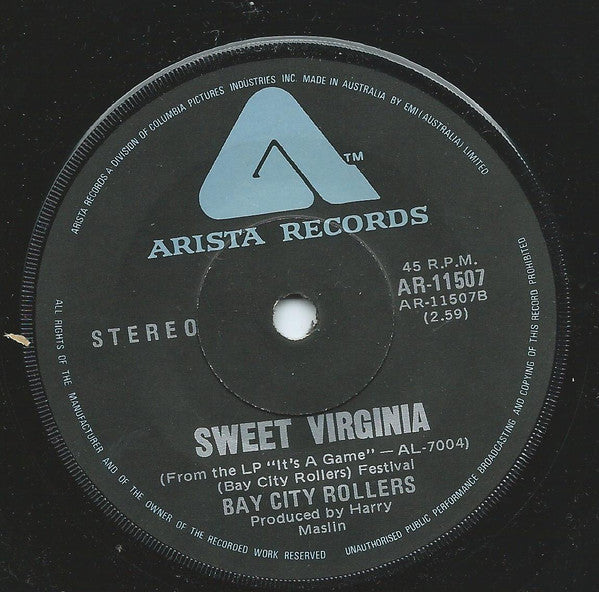 ARISTA RECORDS A DIVISION OF COLUMBIA PICTURES INDUSTRIES INC. MADE IN AUSTRALIA BY EMI (AUSTRALIA) LIMITED
TM
ARISTA RECORDS
45 R.P.M.
AR-11507
AR-11507B
(2.59)
STEREO
SWEET VIRGINIA
(From the LP "It's A Game" — AL-7004)
(Bay City Rollers) Festival
BAY CITY ROLLERS
Produced by Harry
Maslin
ALL RIGHTS OF THE MANUFACTURER AND OF THE OWNER OF THE RECORDED WORK RESERVED
UNAUTHORISED PUBLIC PERFORMANCE BROADCASTING AND COPYING OF THIS RECORD PROHIBITED